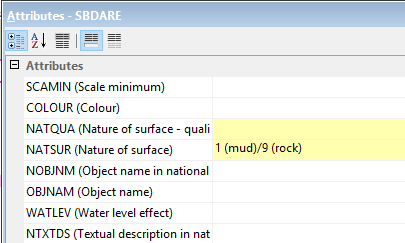 Attributes - SBDARE
Attributes
SCAMIN (Scale minimum)
COLOUR (Colour)
NATQUA (Nature of surface - quali
NATSUR (Nature of surface) 1 (mud)/9 (rock)
NOBJNM (Object name in national
OBJNAM (Object name)
WATLEV (Water level effect)
NTXTDS (Textual description in nat